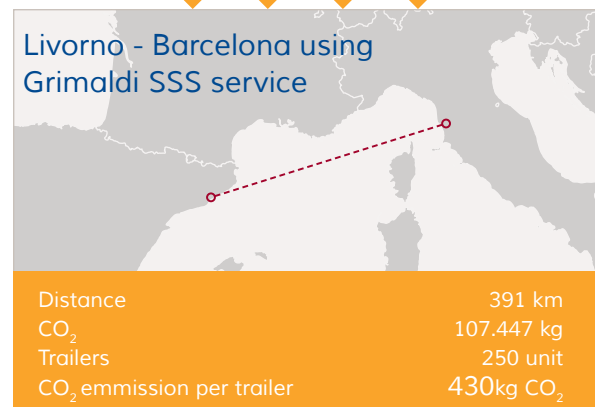 Livorno - Barcelona using
Grimaldi SSS service
Distance 391 km
CO₂ 107.447 kg
Trailers 250 unit
CO₂ emmission per trailer 430kg CO₂